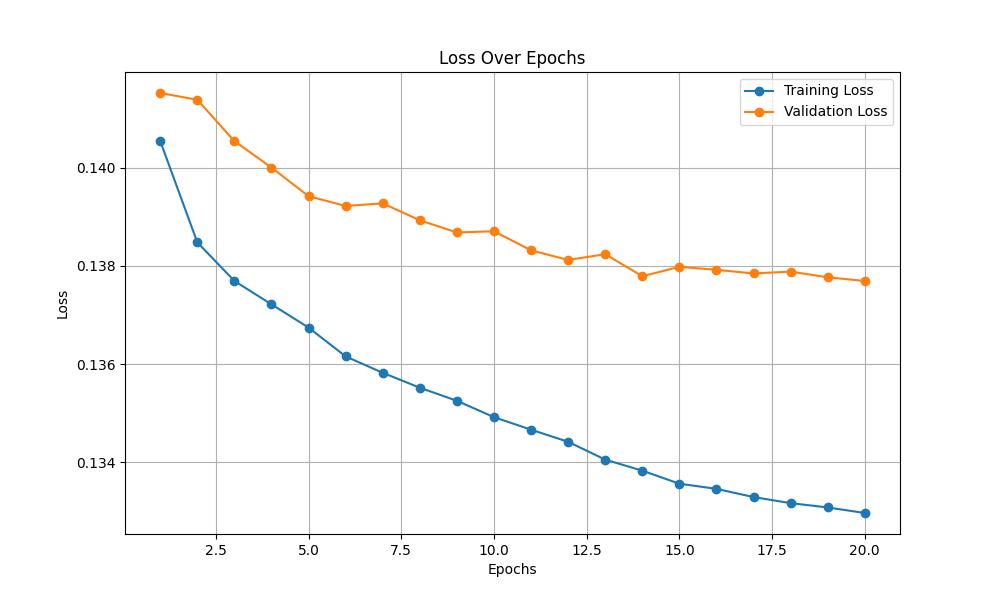 Loss Over Epochs
Training Loss
Validation Loss
0.140
0.138
0.136
0.134
Loss
2.5 5.0 7.5 10.0 12.5 15.0 17.5 20.0
Epochs